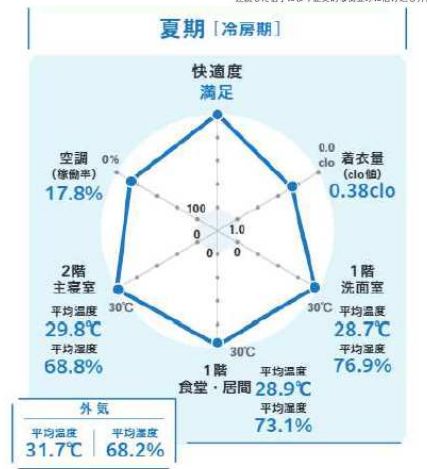 夏期 [冷房期]
快適度
満足
空調
(稼働率)
17.8%
0%
0.0
clo
着衣量
(clo値)
0.38clo
100
0
1.0
0
0
2階
主寝室
平均温度
29.8℃
平均湿度
68.8%
30℃
30℃
1階
洗面室
平均温度
28.7℃
平均湿度
76.9%
30℃
1階
食堂・居間
平均温度
28.9℃
平均湿度
73.1%
外気
平均温度
31.7℃
平均湿度
68.2%